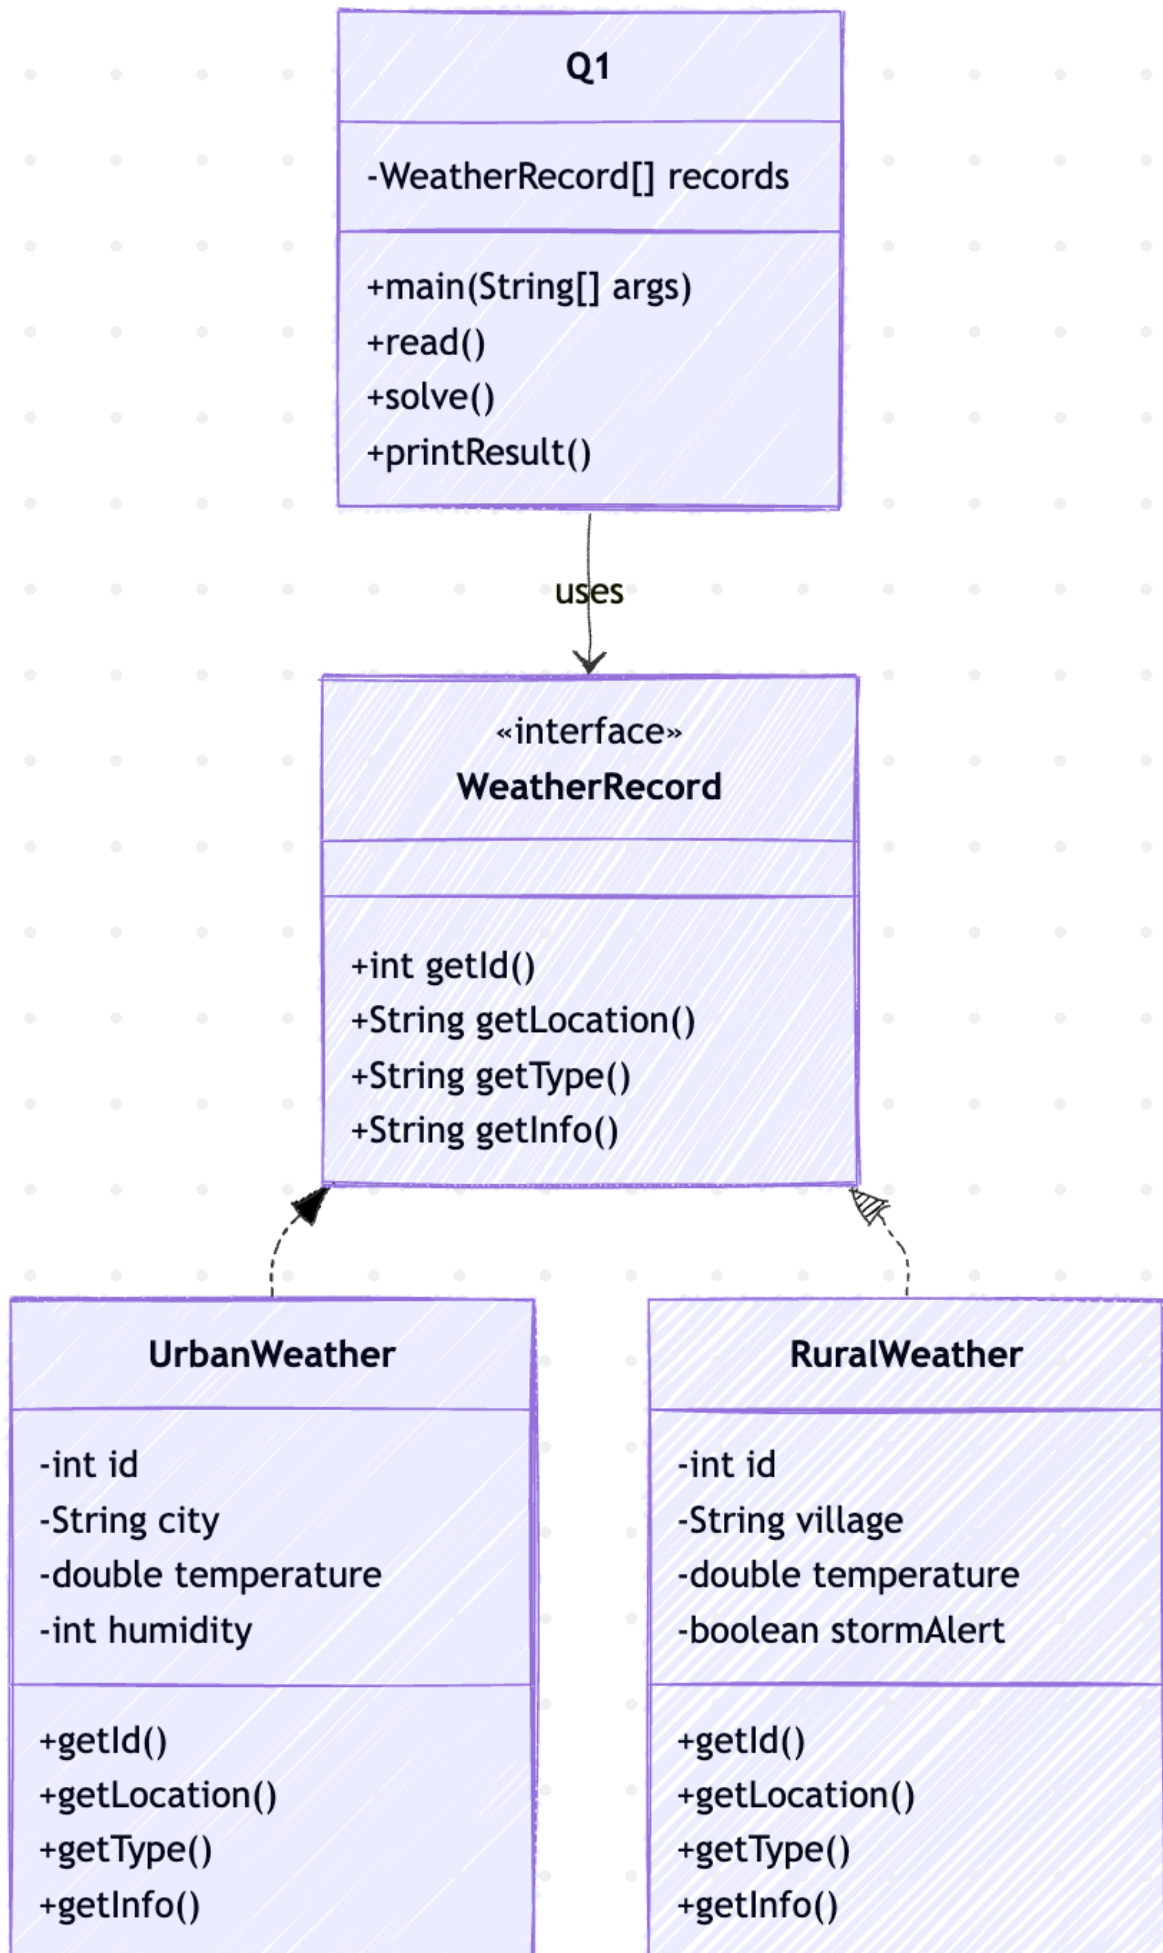 Q1
-WeatherRecord[] records
+main(String[] args)
+read()
+solve()
+printResult()
uses
«interface»
WeatherRecord
+int getId()
+String getLocation()
+String getType()
+String getInfo()
UrbanWeather
-int id
-String city
-double temperature
-int humidity
+getId()
+getLocation()
+getType()
+getInfo()
RuralWeather
-int id
-String village
-double temperature
-boolean stormAlert
+getId()
+getLocation()
+getType()
+getInfo()